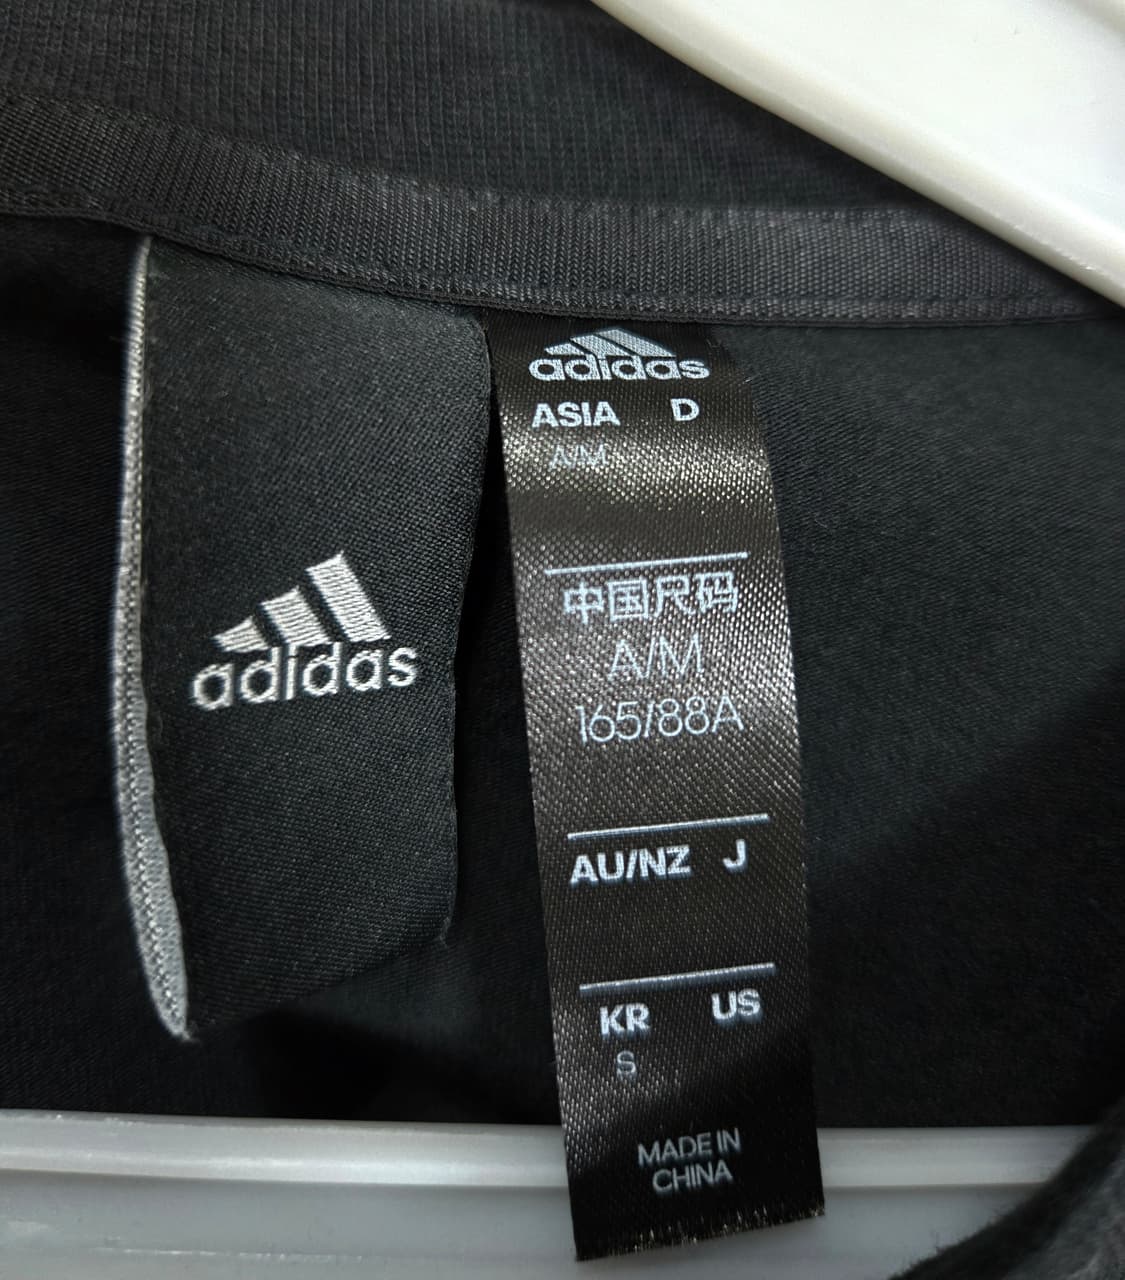 adidas
adidas
ASIA D
A/M
中国尺码
A/M
165/88A
AU/NZ J
KR US
S
MADE IN
CHINA